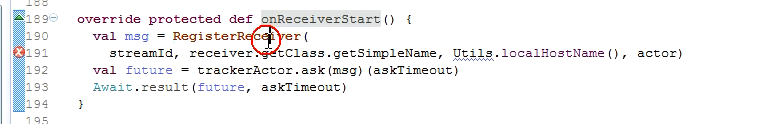 188
189 override protected def onReceiverStart() {
190 val msg = RegisterReceiver(
191 streamId, receiver.getClass.getSimpleName, Utils.localHostName(), actor)
192 val future = trackerActor.ask(msg)(askTimeout)
193 Await.result(future, askTimeout)
194 }
195